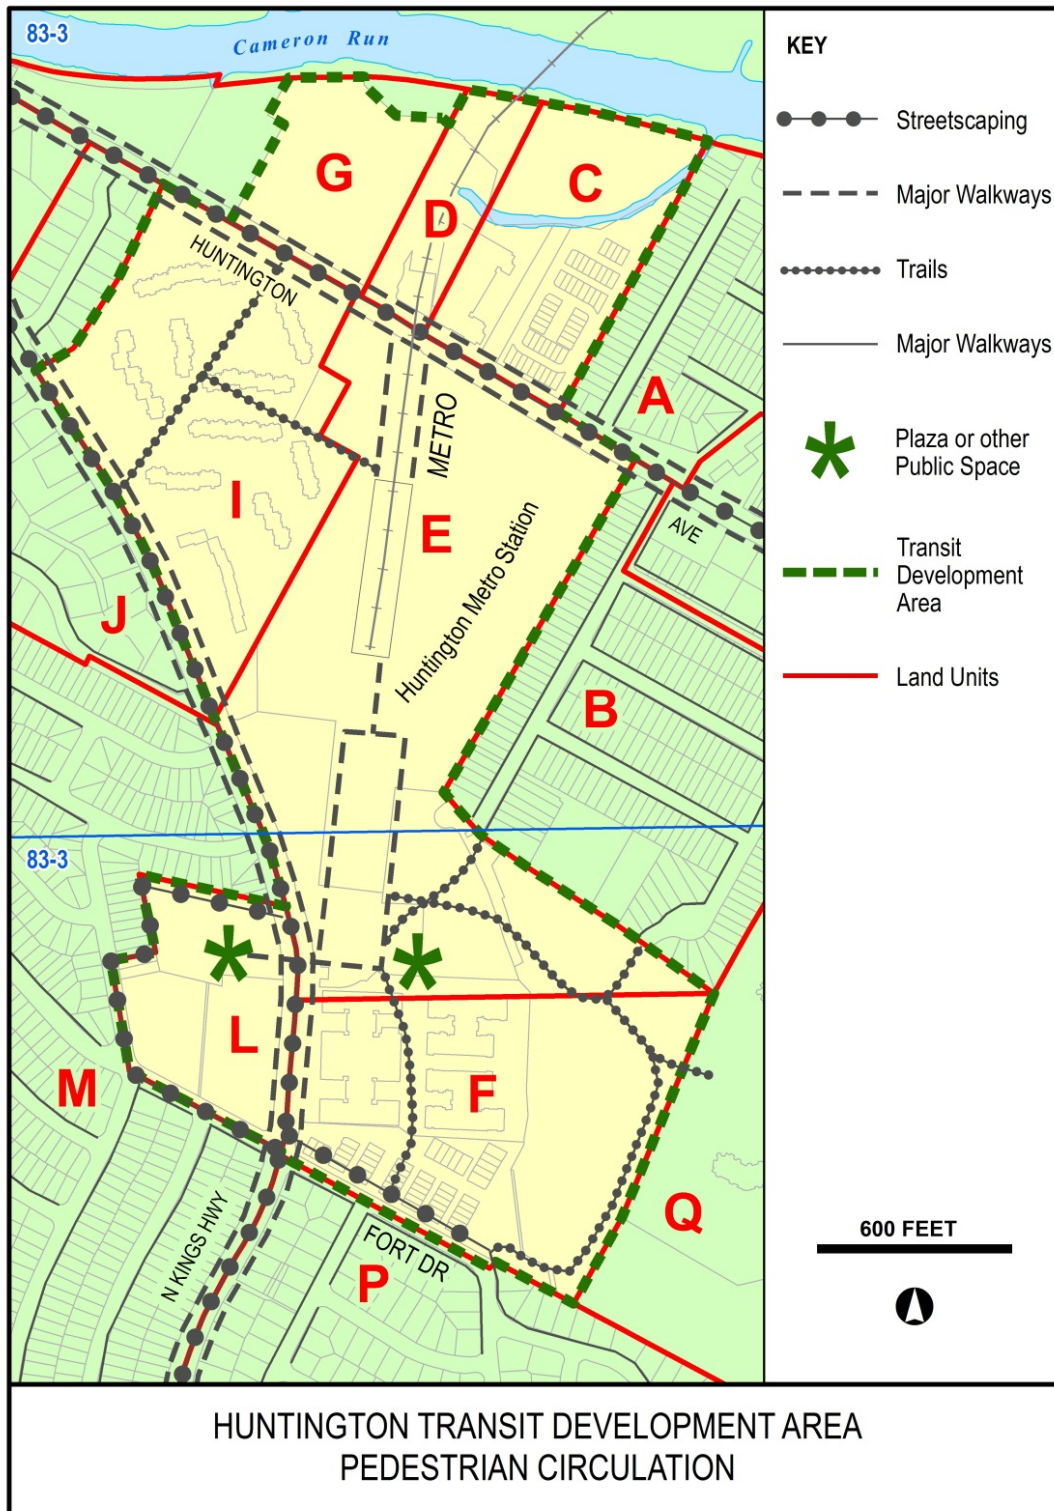 83-3
Cameron Run
G
C
D
HUNTINGTON
A
METRO
I
E
Huntington Metro Station
AVE
J
B
83-3
L
M
F
Q
N KINGS HWY
FORT DR
P
KEY
Streetscaping
Major Walkways
Trails
Major Walkways
Plaza or other
Public Space
Transit
Development
Area
Land Units
600 FEET
HUNTINGTON TRANSIT DEVELOPMENT AREA
PEDESTRIAN CIRCULATION